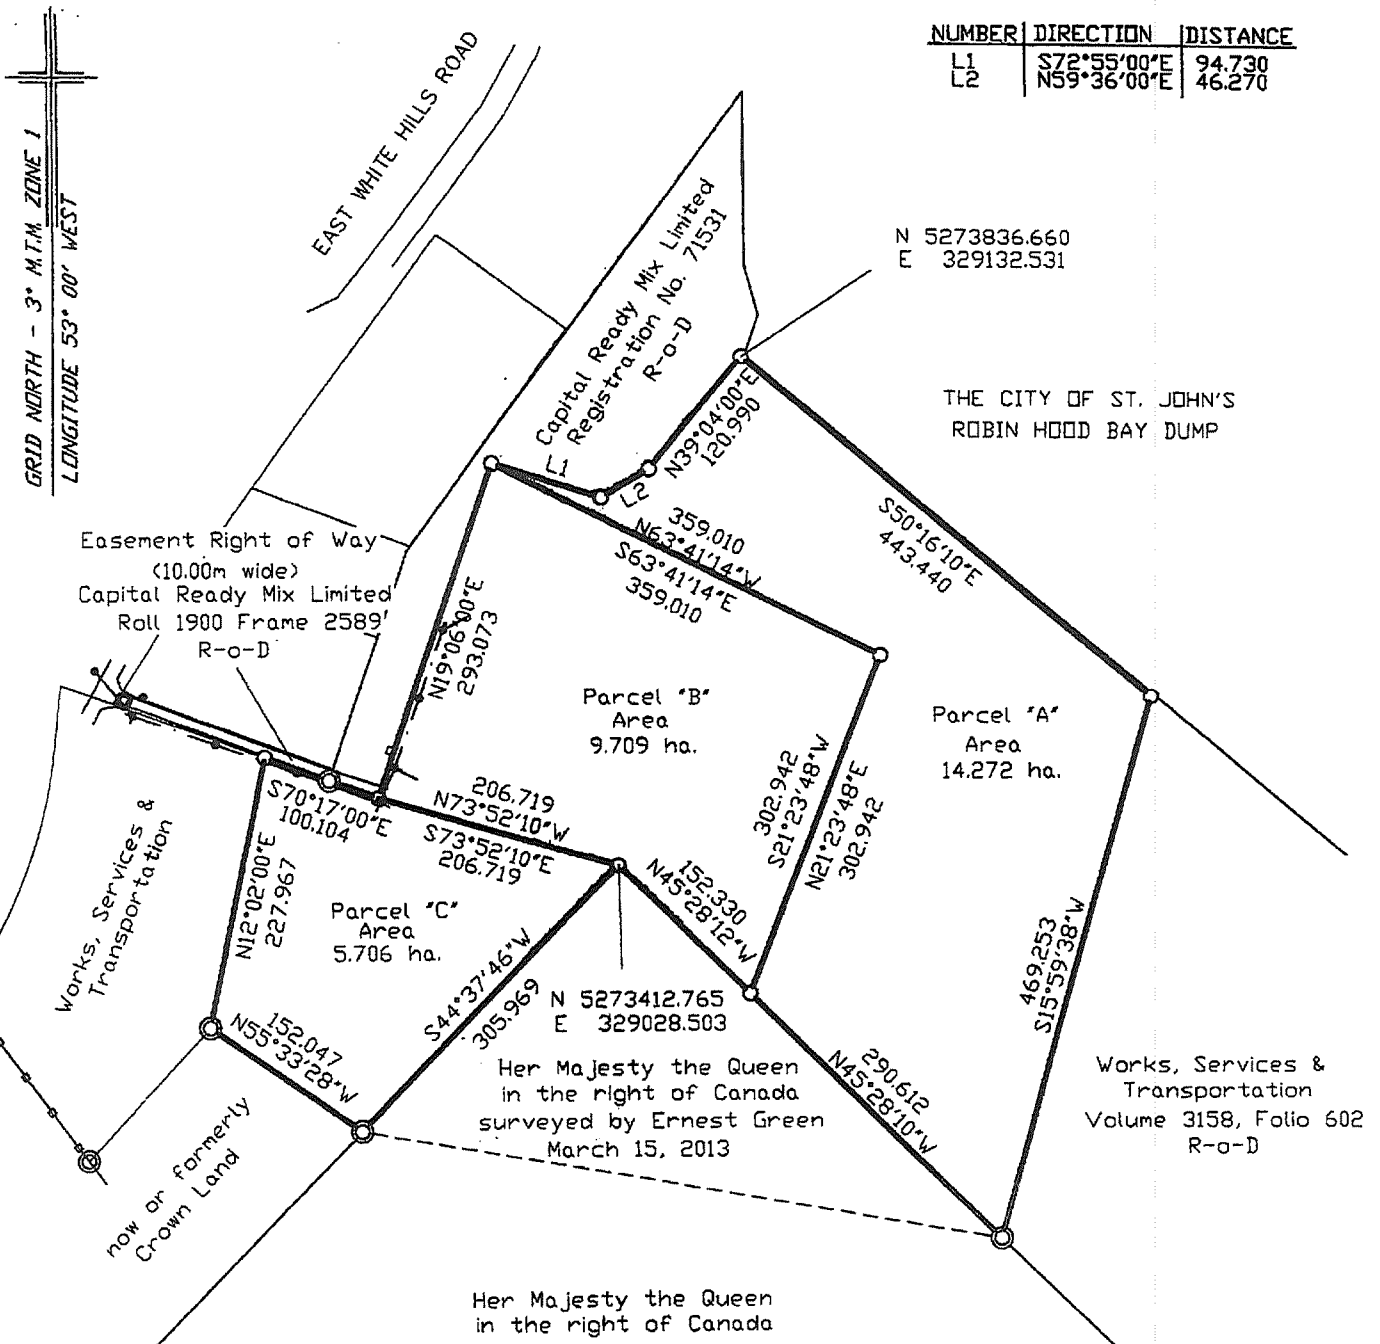 NUMBER DIRECTION DISTANCE
L1 S72°55'00"E 94.730
L2 N59°36'00"E 46.270
GRID NORTH - 3° M.T.M. ZONE 1
LONGITUDE 53° 00' WEST
EAST WHITE HILLS ROAD
Capital Ready Mix Limited
Registration No. 71531
R-o-D
N 5273836.660
E 329132.531
THE CITY OF ST. JOHN'S
ROBIN HOOD BAY DUMP
L1
L2
N39°04'00"E
120.990
S50°16'10"E
443.440
359.010
N63°41'14"W
S63°41'14"E
359.010
Easement Right of Way
(10.00m wide)
Capital Ready Mix Limited
Roll 1900 Frame 2589
R-o-D
N19°06'00"E
293.073
Parcel "B"
Area
9.709 ha.
Parcel "A"
Area
14.272 ha.
302.942
S21°23'48"W
N21°23'48"E
302.942
S70°17'00"E
100.104
206.719
N73°52'10"W
S73°52'10"E
206.719
Works, Services &
Transportation
N12°02'00"E
227.967
Parcel "C"
Area
5.706 ha.
152.330
N45°28'12"W
S44°37'46"W
305.969
N 5273412.765
E 329028.503
469.253
S15°59'38"W
152.047
N55°33'28"W
Her Majesty the Queen
in the right of Canada
surveyed by Ernest Green
March 15, 2013
290.612
N45°28'10"W
Works, Services &
Transportation
Volume 3158, Folio 602
R-o-D
now or formerly
Crown Land
Her Majesty the Queen
in the right of Canada